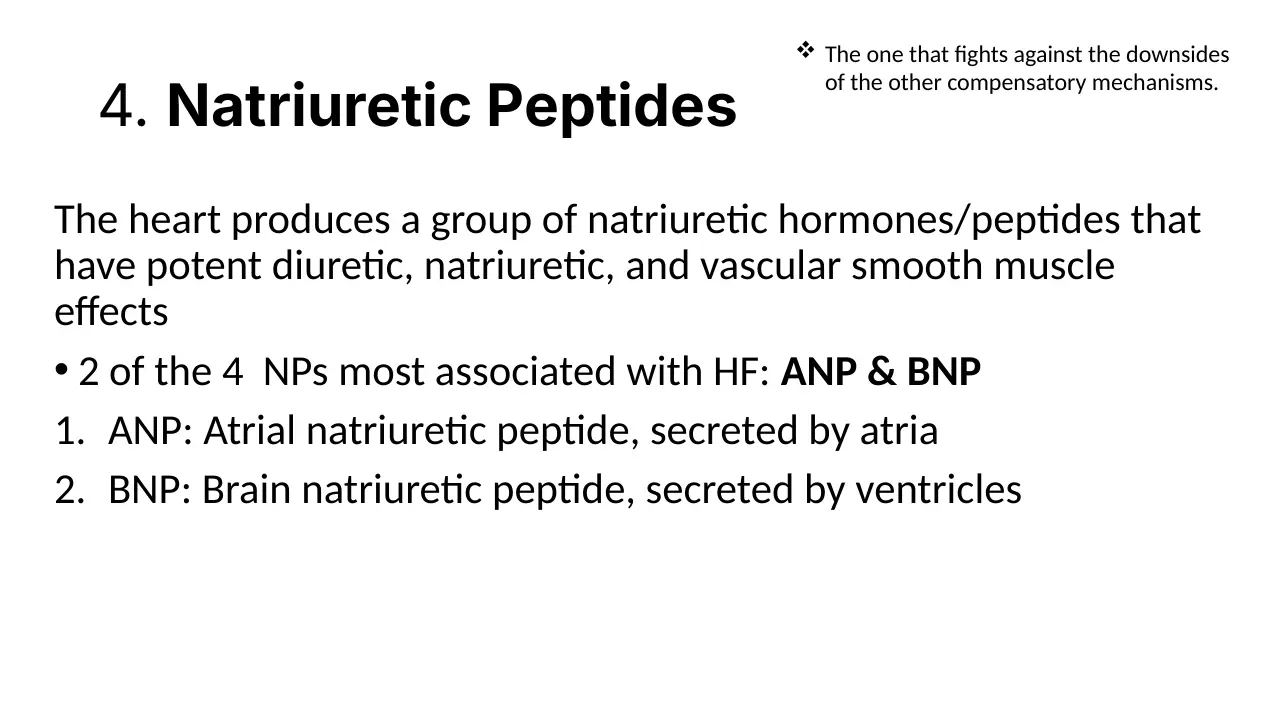 4. Natriuretic Peptides
❖ The one that fights against the downsides
of the other compensatory mechanisms.
The heart produces a group of natriuretic hormones/peptides that
have potent diuretic, natriuretic, and vascular smooth muscle
effects
• 2 of the 4  NPs most associated with HF: ANP & BNP
1. ANP: Atrial natriuretic peptide, secreted by atria
2. BNP: Brain natriuretic peptide, secreted by ventricles